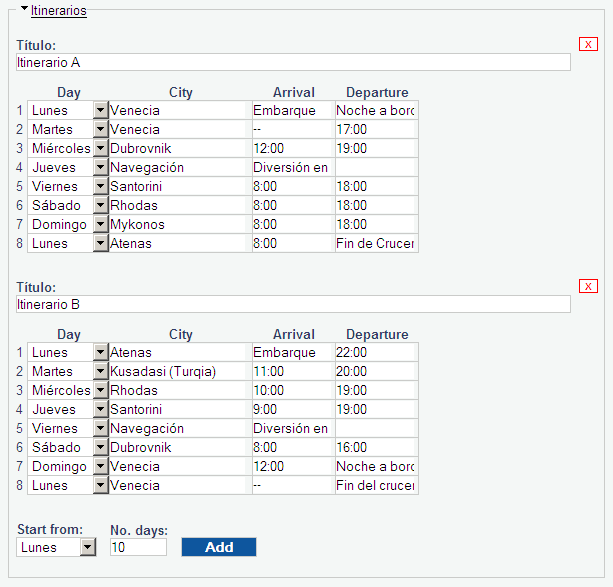 Itinerarios
Título:
x
Itinerario A
Day City Arrival Departure
1 Lunes Venecia Embarque Noche a bord
2 Martes Venecia -- 17:00
3 Miércoles Dubrovnik 12:00 19:00
4 Jueves Navegación Diversión en
5 Viernes Santorini 8:00 18:00
6 Sábado Rhodas 8:00 18:00
7 Domingo Mykonos 8:00 18:00
8 Lunes Atenas 8:00 Fin de Crucer
Título:
x
Itinerario B
Day City Arrival Departure
1 Lunes Atenas Embarque 22:00
2 Martes Kusadasi (Turqia) 11:00 20:00
3 Miércoles Rhodas 10:00 19:00
4 Jueves Santorini 9:00 19:00
5 Viernes Navegación Diversión en
6 Sábado Dubrovnik 8:00 16:00
7 Domingo Venecia 12:00 Noche a bord
8 Lunes Venecia -- Fin del crucer
Start from: No. days:
Lunes 10 Add